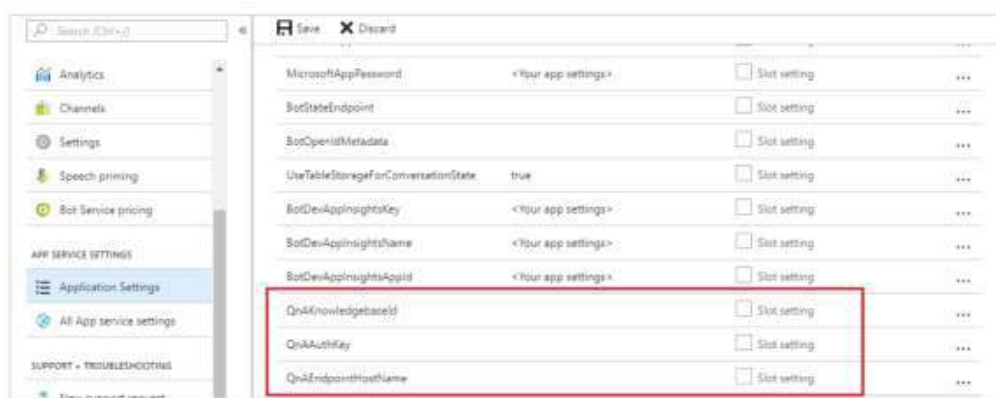 Search (Ctrl+/)
Save Discard
Analytics
Channels
Settings
Speech priming
Bot Service pricing
APP SERVICE SETTINGS
Application Settings
All App service settings
SUPPORT + TROUBLESHOOTING
New support request
MicrosoftAppPassword <Your app settings> Slot setting ...
BotStateEndpoint Slot setting ...
BotOpenIdMetadata Slot setting ...
UseTableStorageForConversationState true Slot setting ...
BotDevAppInsightsKey <Your app settings> Slot setting ...
BotDevAppInsightsName <Your app settings> Slot setting ...
BotDevAppInsightsAppId <Your app settings> Slot setting ...
QnAKnowledgebaseId Slot setting ...
QnAAuthKey Slot setting ...
QnAEndpointHostName Slot setting ...